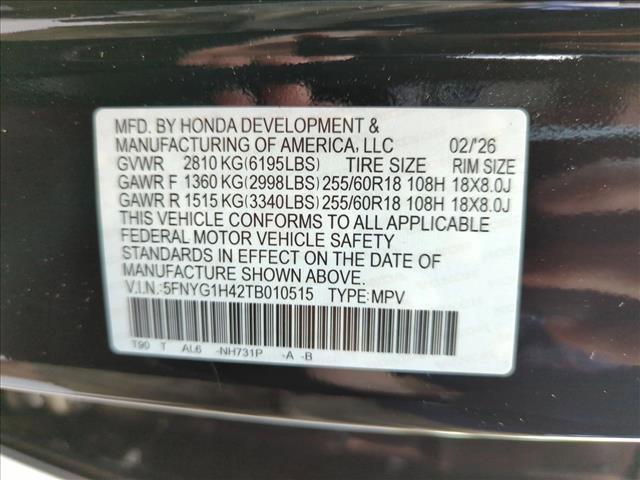 MFD. BY HONDA DEVELOPMENT &
MANUFACTURING OF AMERICA, LLC 02/'26
GVWR 2810 KG(6195LBS) TIRE SIZE RIM SIZE
GAWR F 1360 KG(2998LBS) 255/60R18 108H 18X8.0J
GAWR R 1515 KG(3340LBS) 255/60R18 108H 18X8.0J
THIS VEHICLE CONFORMS TO ALL APPLICABLE
FEDERAL MOTOR VEHICLE SAFETY
STANDARDS IN EFFECT ON THE DATE OF
MANUFACTURE SHOWN ABOVE.
V.I.N.:5FNYG1H42TB010515 TYPE:MPV
T90 T AL6 -NH731P -A -B